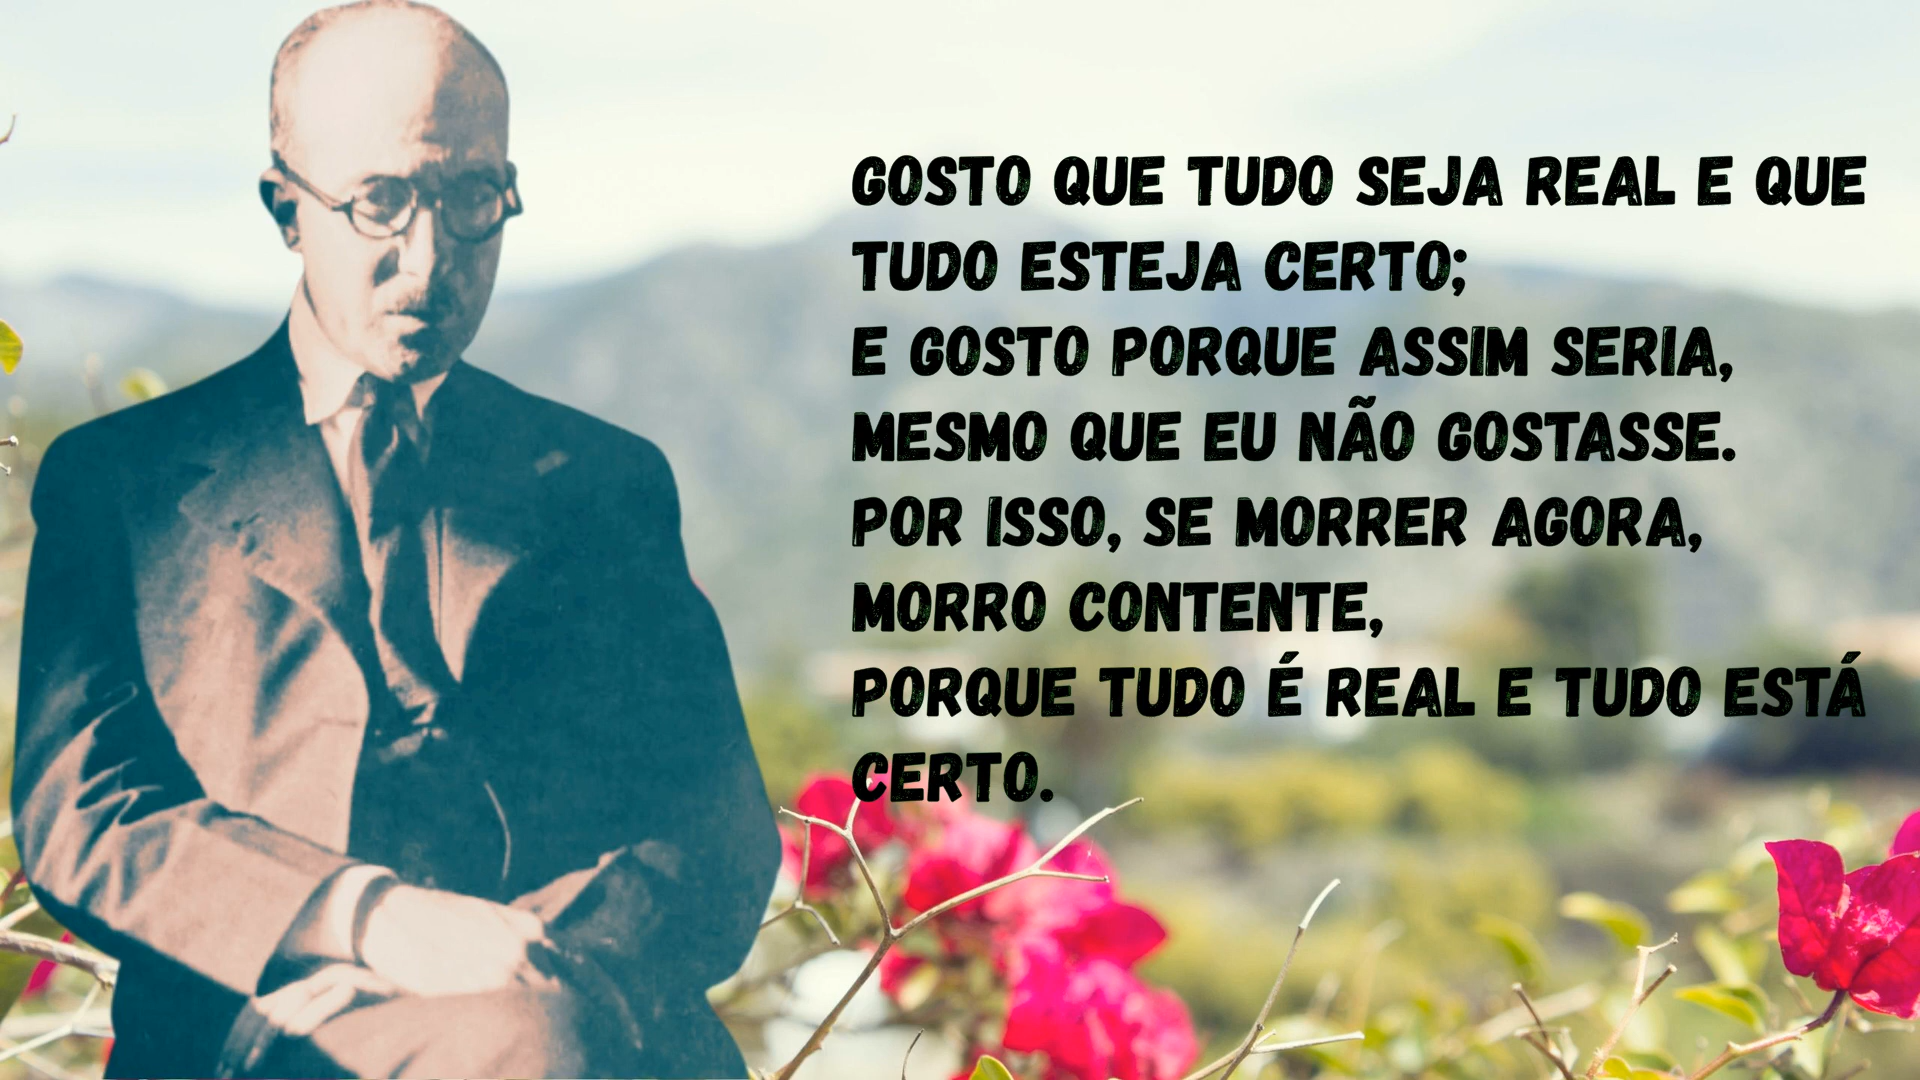 GOSTO QUE TUDO SEJA REAL E QUE
TUDO ESTEJA CERTO;
E GOSTO PORQUE ASSIM SERIA,
MESMO QUE EU NÃO GOSTASSE.
POR ISSO, SE MORRER AGORA,
MORRO CONTENTE,
PORQUE TUDO É REAL E TUDO ESTÁ
CERTO.